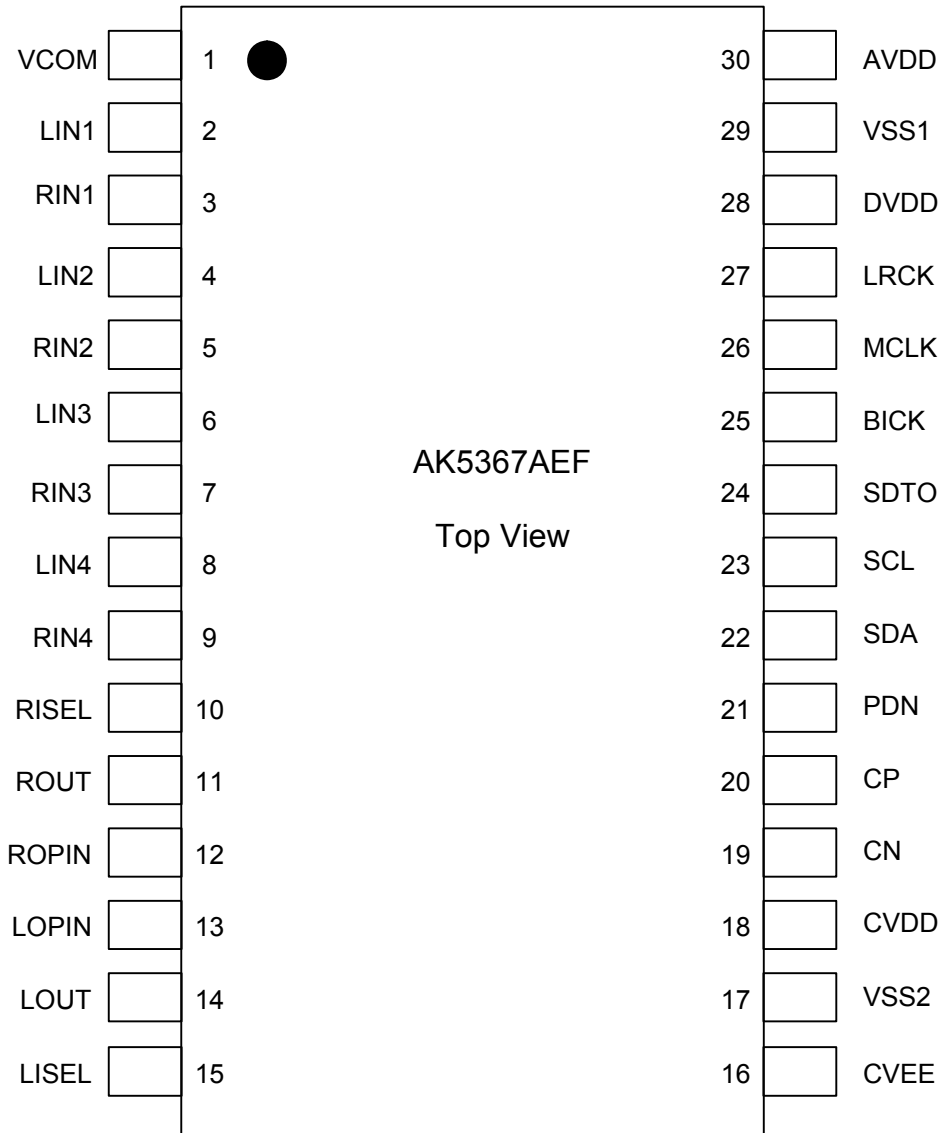 VCOM 1 30 AVDD
LIN1 2 29 VSS1
RIN1 3 28 DVDD
LIN2 4 27 LRCK
RIN2 5 26 MCLK
LIN3 6 25 BICK
AK5367AEF
RIN3 7 24 SDTO
Top View
LIN4 8 23 SCL
RIN4 9 22 SDA
RISEL 10 21 PDN
ROUT 11 20 CP
ROPIN 12 19 CN
LOPIN 13 18 CVDD
LOUT 14 17 VSS2
LISEL 15 16 CVEE